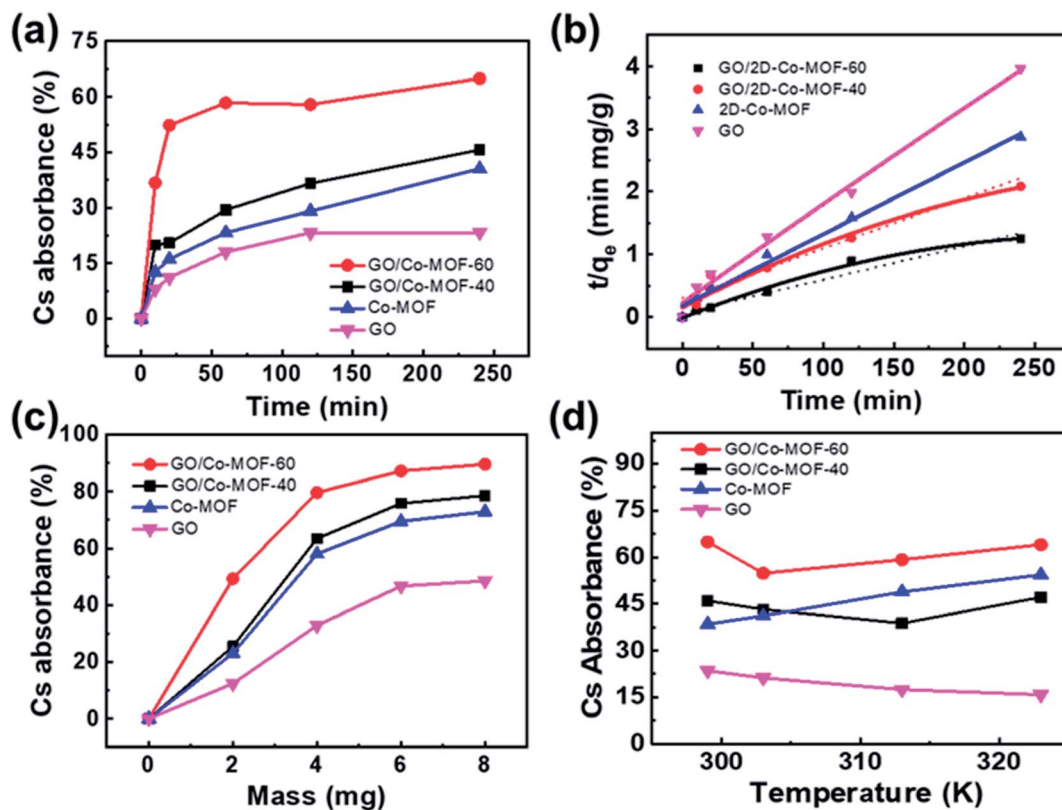 (a)
75
60
45
30
15
0
Cs absorbance (%)
GO/Co-MOF-60
GO/Co-MOF-40
Co-MOF
GO
0 50 100 150 200 250
Time (min)
(b)
4
3
2
1
0
t/qe (min mg/g)
GO/2D-Co-MOF-60
GO/2D-Co-MOF-40
2D-Co-MOF
GO
0 50 100 150 200 250
Time (min)
(c)
100
80
60
40
20
0
Cs absorbance (%)
GO/Co-MOF-60
GO/Co-MOF-40
Co-MOF
GO
0 2 4 6 8
Mass (mg)
(d)
90
75
60
45
30
15
0
Cs Absorbance (%)
GO/Co-MOF-60
GO/Co-MOF-40
Co-MOF
GO
300 310 320
Temperature (K)